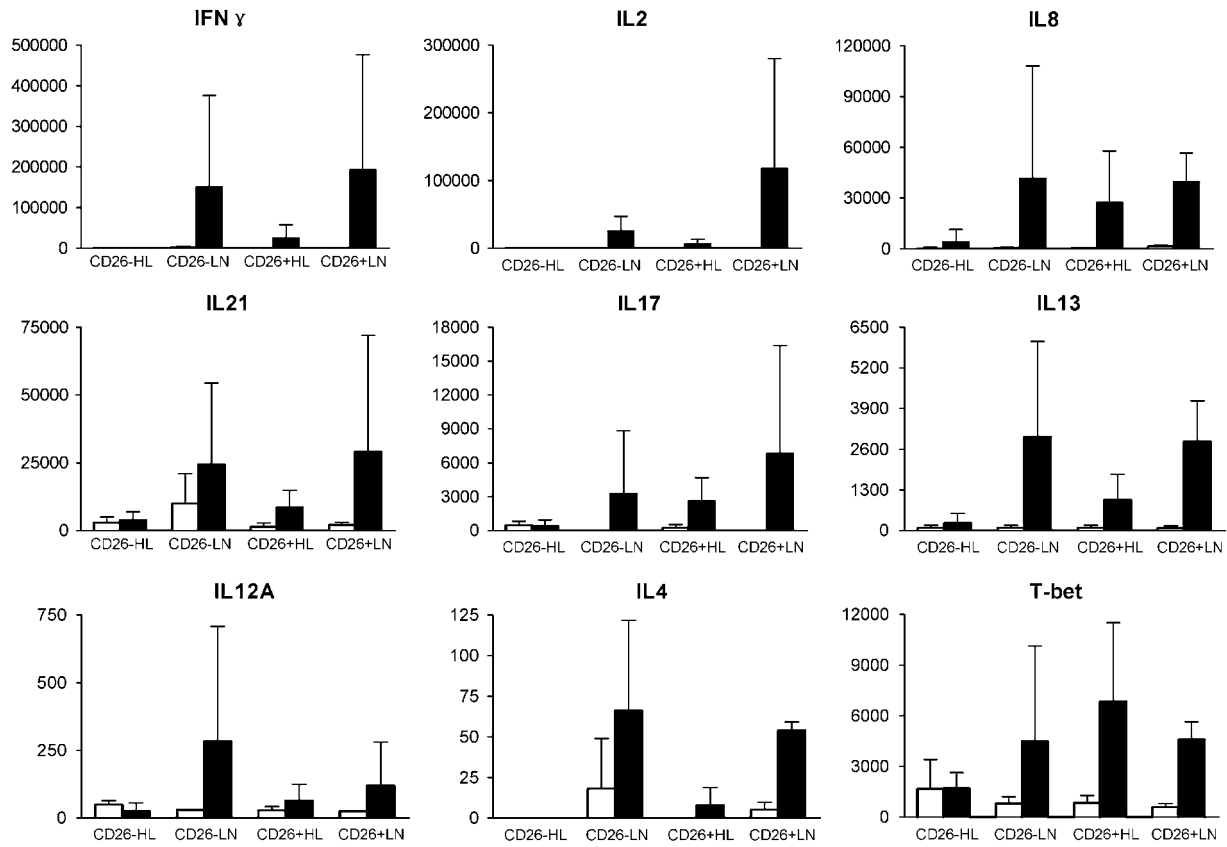 IFN γ
500000
400000
300000
200000
100000
0
CD26-HL CD26-LN CD26+HL CD26+LN
IL2
300000
200000
100000
0
CD26-HL CD26-LN CD26+HL CD26+LN
IL8
120000
90000
60000
30000
0
CD26-HL CD26-LN CD26+HL CD26+LN
IL21
75000
50000
25000
0
CD26-HL CD26-LN CD26+HL CD26+LN
IL17
18000
15000
12000
9000
6000
3000
0
CD26-HL CD26-LN CD26+HL CD26+LN
IL13
6500
5200
3900
2600
1300
0
CD26-HL CD26-LN CD26+HL CD26+LN
IL12A
750
500
250
0
CD26-HL CD26-LN CD26+HL CD26+LN
IL4
125
100
75
50
25
0
CD26-HL CD26-LN CD26+HL CD26+LN
T-bet
12000
9000
6000
3000
0
CD26-HL CD26-LN CD26+HL CD26+LN